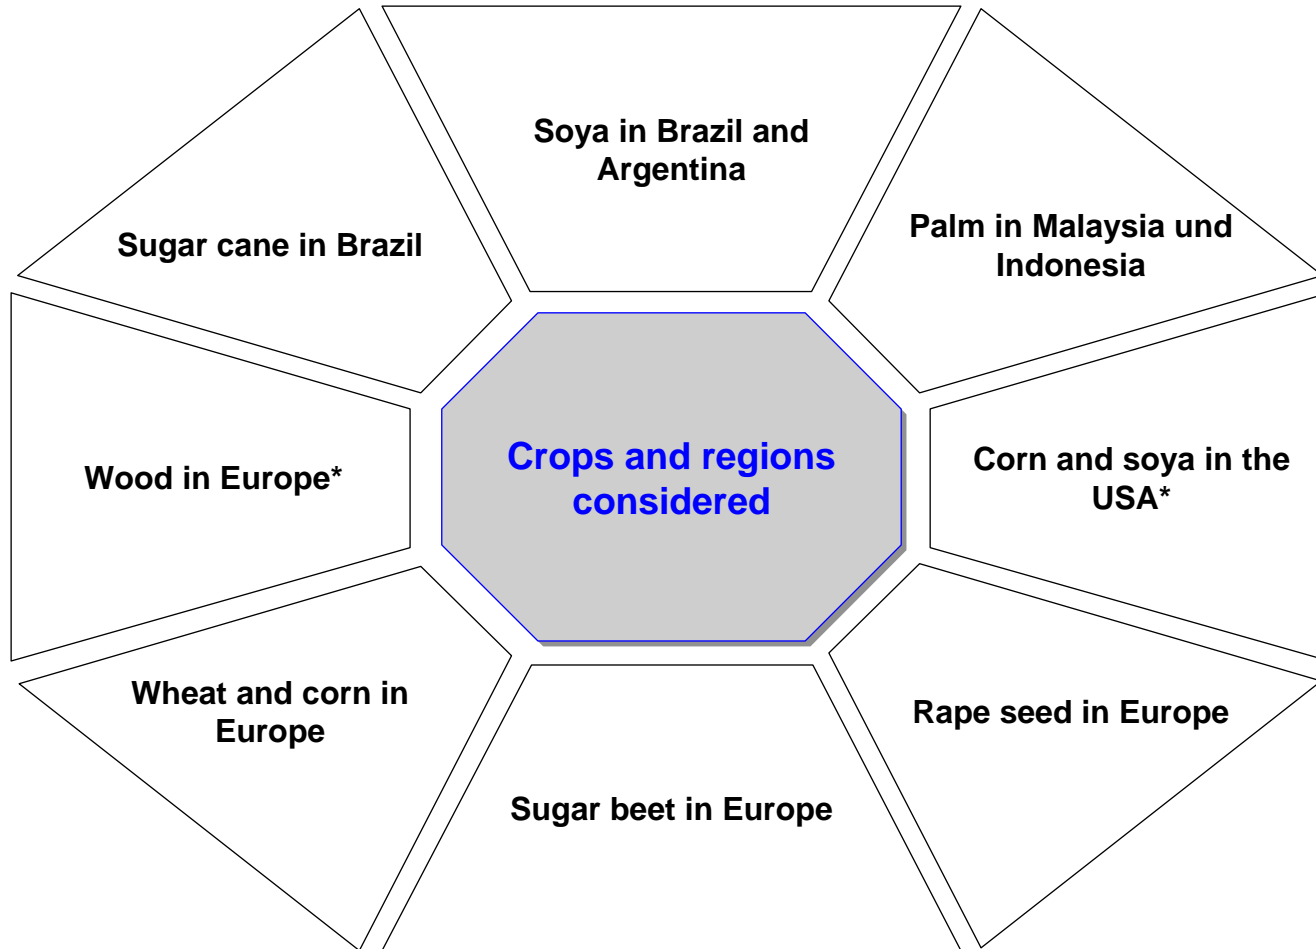 Soya in Brazil and
Argentina
Sugar cane in Brazil
Palm in Malaysia und
Indonesia
Crops and regions
considered
Wood in Europe*
Corn and soya in the
USA*
Wheat and corn in
Europe
Rape seed in Europe
Sugar beet in Europe